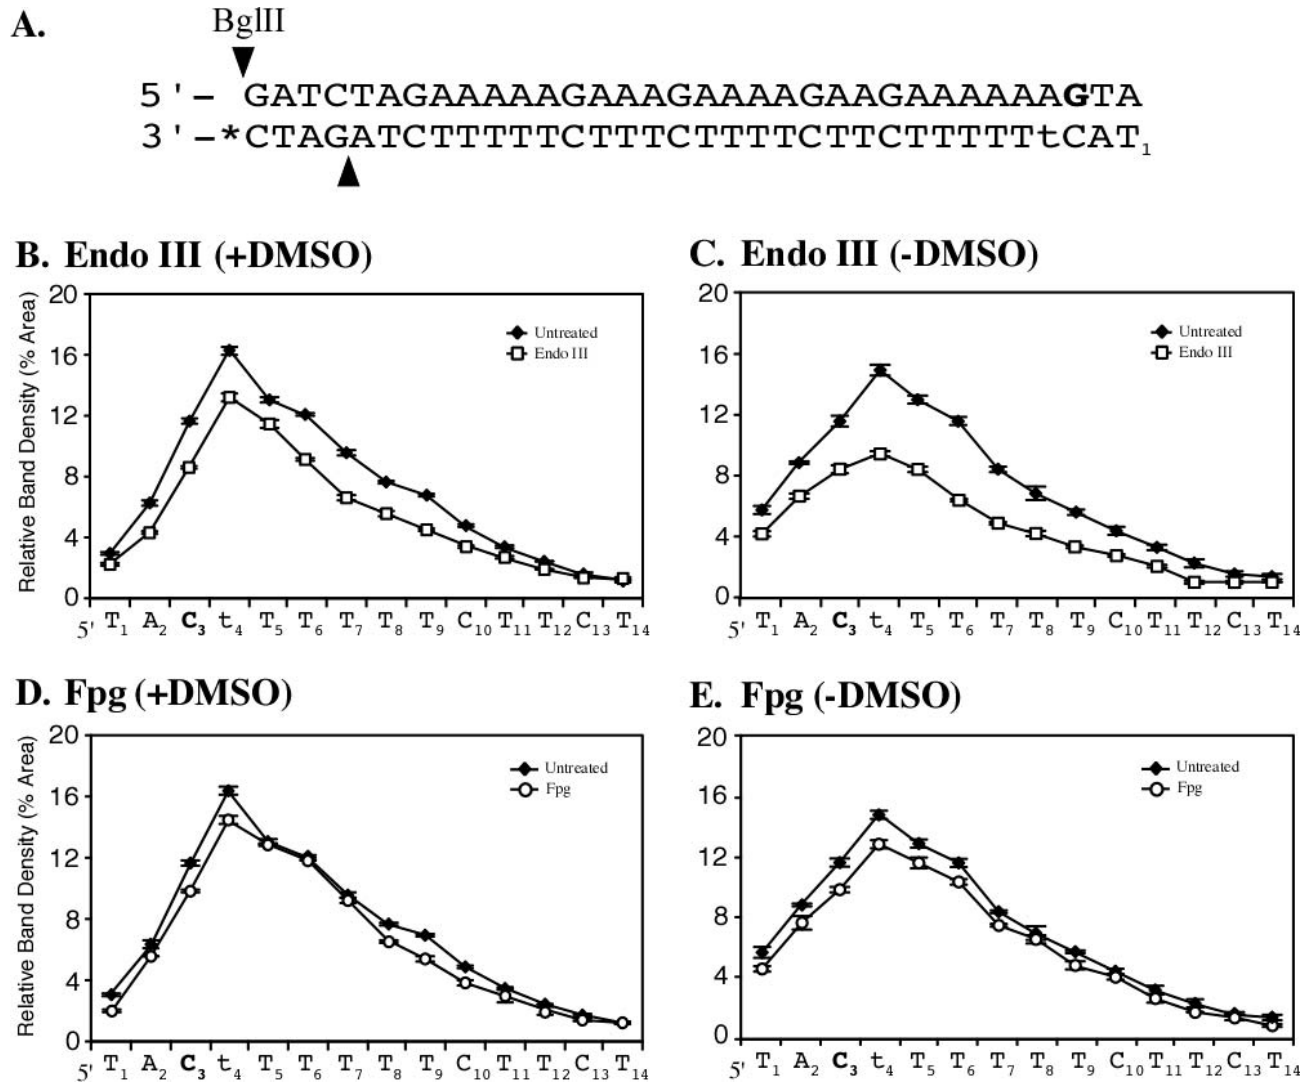 A.
BglII
5'- GATCTAGAAAAAGAAAGAAAAGAAGAAAAAAGTA
3'-*CTAGATCTTTTTCTTTCTTTTCTTCTTTTTtCAT1
B. Endo III (+DMSO)
Relative Band Density (% Area)
20
16
12
8
4
0
Untreated
Endo III
5' T1 A2 C3 t4 T5 T6 T7 T8 T9 C10 T11 T12 C13 T14
C. Endo III (-DMSO)
20
16
12
8
4
0
Untreated
Endo III
5' T1 A2 C3 t4 T5 T6 T7 T8 T9 C10 T11 T12 C13 T14
D. Fpg (+DMSO)
Relative Band Density (% Area)
20
16
12
8
4
0
Untreated
Fpg
5' T1 A2 C3 t4 T5 T6 T7 T8 T9 C10 T11 T12 C13 T14
E. Fpg (-DMSO)
20
16
12
8
4
0
Untreated
Fpg
5' T1 A2 C3 t4 T5 T6 T7 T8 T9 C10 T11 T12 C13 T14